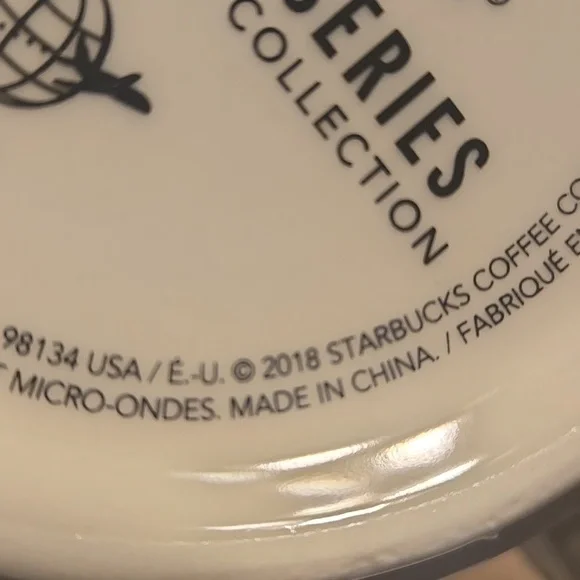 SERIES
COLLECTION
98134 USA / É.-U. © 2018 STARBUCKS COFFEE
MICRO-ONDES. MADE IN CHINA. / FABRIQUÉ